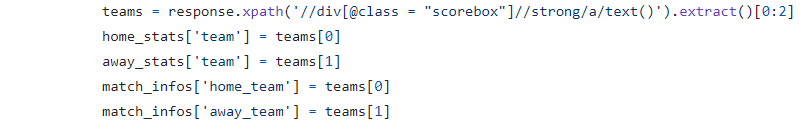 teams = response.xpath('//div[@class = "scorebox"]//strong/a/text()').extract()[0:2]
home_stats['team'] = teams[0]
away_stats['team'] = teams[1]
match_infos['home_team'] = teams[0]
match_infos['away_team'] = teams[1]